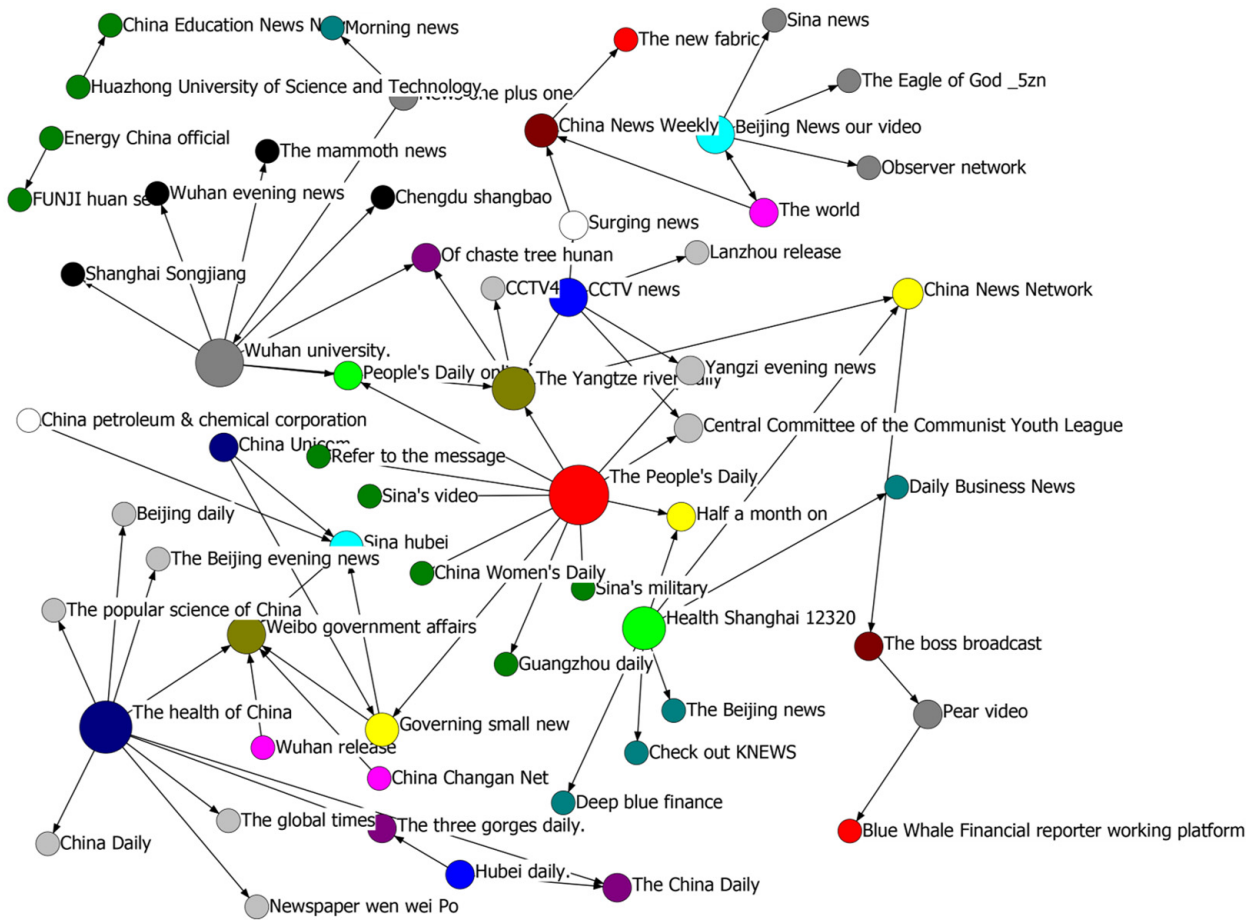 Sina news
China Education News N
Morning news
The new fabric
The Eagle of God _5zn
Huazhong University of Science and Technology
News one plus one
China News Weekly
Beijing News our video
Energy China official
The mammoth news
Observer network
FUNJI huan se
Wuhan evening news
Chengdu shangbao
The world
Surging news
Of chaste tree hunan
Lanzhou release
Shanghai Songjiang
CCTV4
CCTV news
China News Network
Wuhan university.
People's Daily online
The Yangtze river daily
Yangzi evening news
China petroleum & chemical corporation
Central Committee of the Communist Youth League
China Unicom
Refer to the message
The People's Daily
Sina's video
Daily Business News
Beijing daily
Half a month on
Sina hubei
The Beijing evening news
China Women's Daily
Sina's military
The popular science of China
Weibo government affairs
Health Shanghai 12320
The boss broadcast
Guangzhou daily
The health of China
Governing small new
The Beijing news
Pear video
Wuhan release
Check out KNEWS
China Changan Net
Deep blue finance
The global times
The three gorges daily.
Blue Whale Financial reporter working platform
China Daily
Hubei daily.
The China Daily
Newspaper wen wei Po